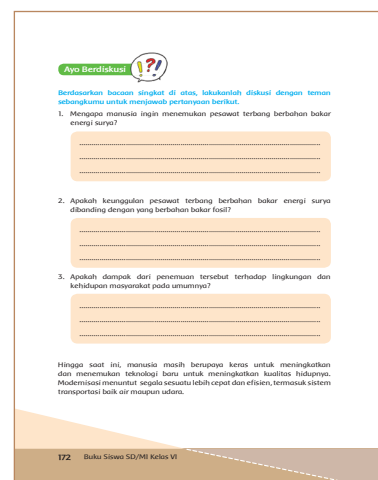 Ayo Berdiskusi
Berdasarkan bacaan singkat di atas, lakukanlah diskusi dengan teman
sebangkumu untuk menjawab pertanyaan berikut.
1. Mengapa manusia ingin menemukan pesawat terbang berbahan bakar
energi surya?
2. Apakah keunggulan pesawat terbang berbahan bakar energi surya
dibanding dengan yang berbahan bakar fosil?
3. Apakah dampak dari penemuan tersebut terhadap lingkungan dan
kehidupan masyarakat pada umumnya?
Hingga saat ini, manusia masih berupaya keras untuk meningkatkan
dan menemukan teknologi baru untuk meningkatkan kualitas hidupnya.
Modernisasi menuntut segala sesuatu lebih cepat dan efisien, termasuk sistem
transportasi baik air maupun udara.
172 Buku Siswa SD/MI Kelas VI